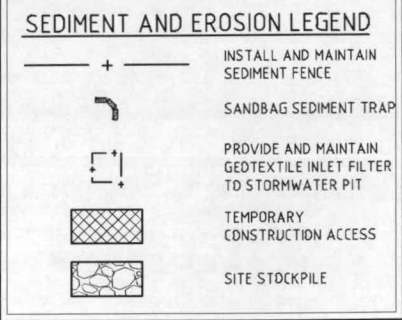 SEDIMENT AND EROSION LEGEND
INSTALL AND MAINTAIN
SEDIMENT FENCE
SANDBAG SEDIMENT TRAP
PROVIDE AND MAINTAIN
GEOTEXTILE INLET FILTER
TO STORMWATER PIT
TEMPORARY
CONSTRUCTION ACCESS
SITE STOCKPILE